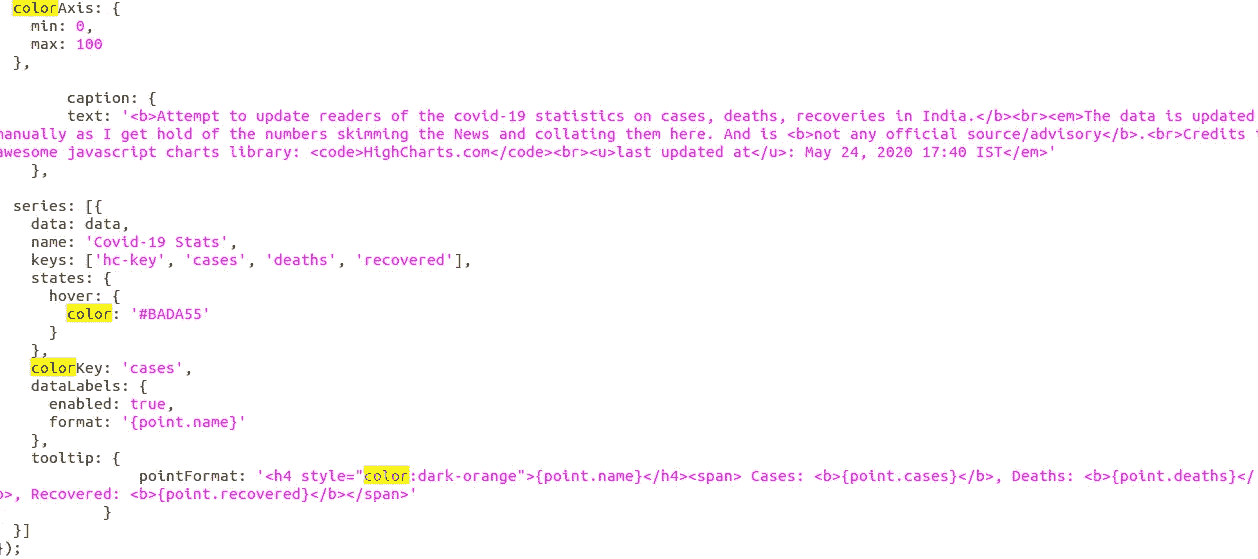 colorAxis: {
min: 0,
max: 100
},
caption: {
text: '<b>Attempt to update readers of the covid-19 statistics on cases, deaths, recoveries in India.</b><br><em>The data is updated
manually as I get hold of the numbers skimming the News and collating them here. And is <b>not any official source/advisory</b>.<br>Credits
awesome javascript charts library: <code>HighCharts.com</code><br><u>last updated at</u>: May 24, 2020 17:40 IST</em>'
},
series: [{
data: data,
name: 'Covid-19 Stats',
keys: ['hc-key', 'cases', 'deaths', 'recovered'],
states: {
hover: {
color: '#BADA55'
}
},
colorKey: 'cases',
dataLabels: {
enabled: true,
format: '{point.name}'
},
tooltip: {
pointFormat: '<h4 style="color:dark-orange">{point.name}</h4><span> Cases: <b>{point.cases}</b>, Deaths: <b>{point.deaths}</
b>, Recovered: <b>{point.recovered}</b></span>'
}
}]
});